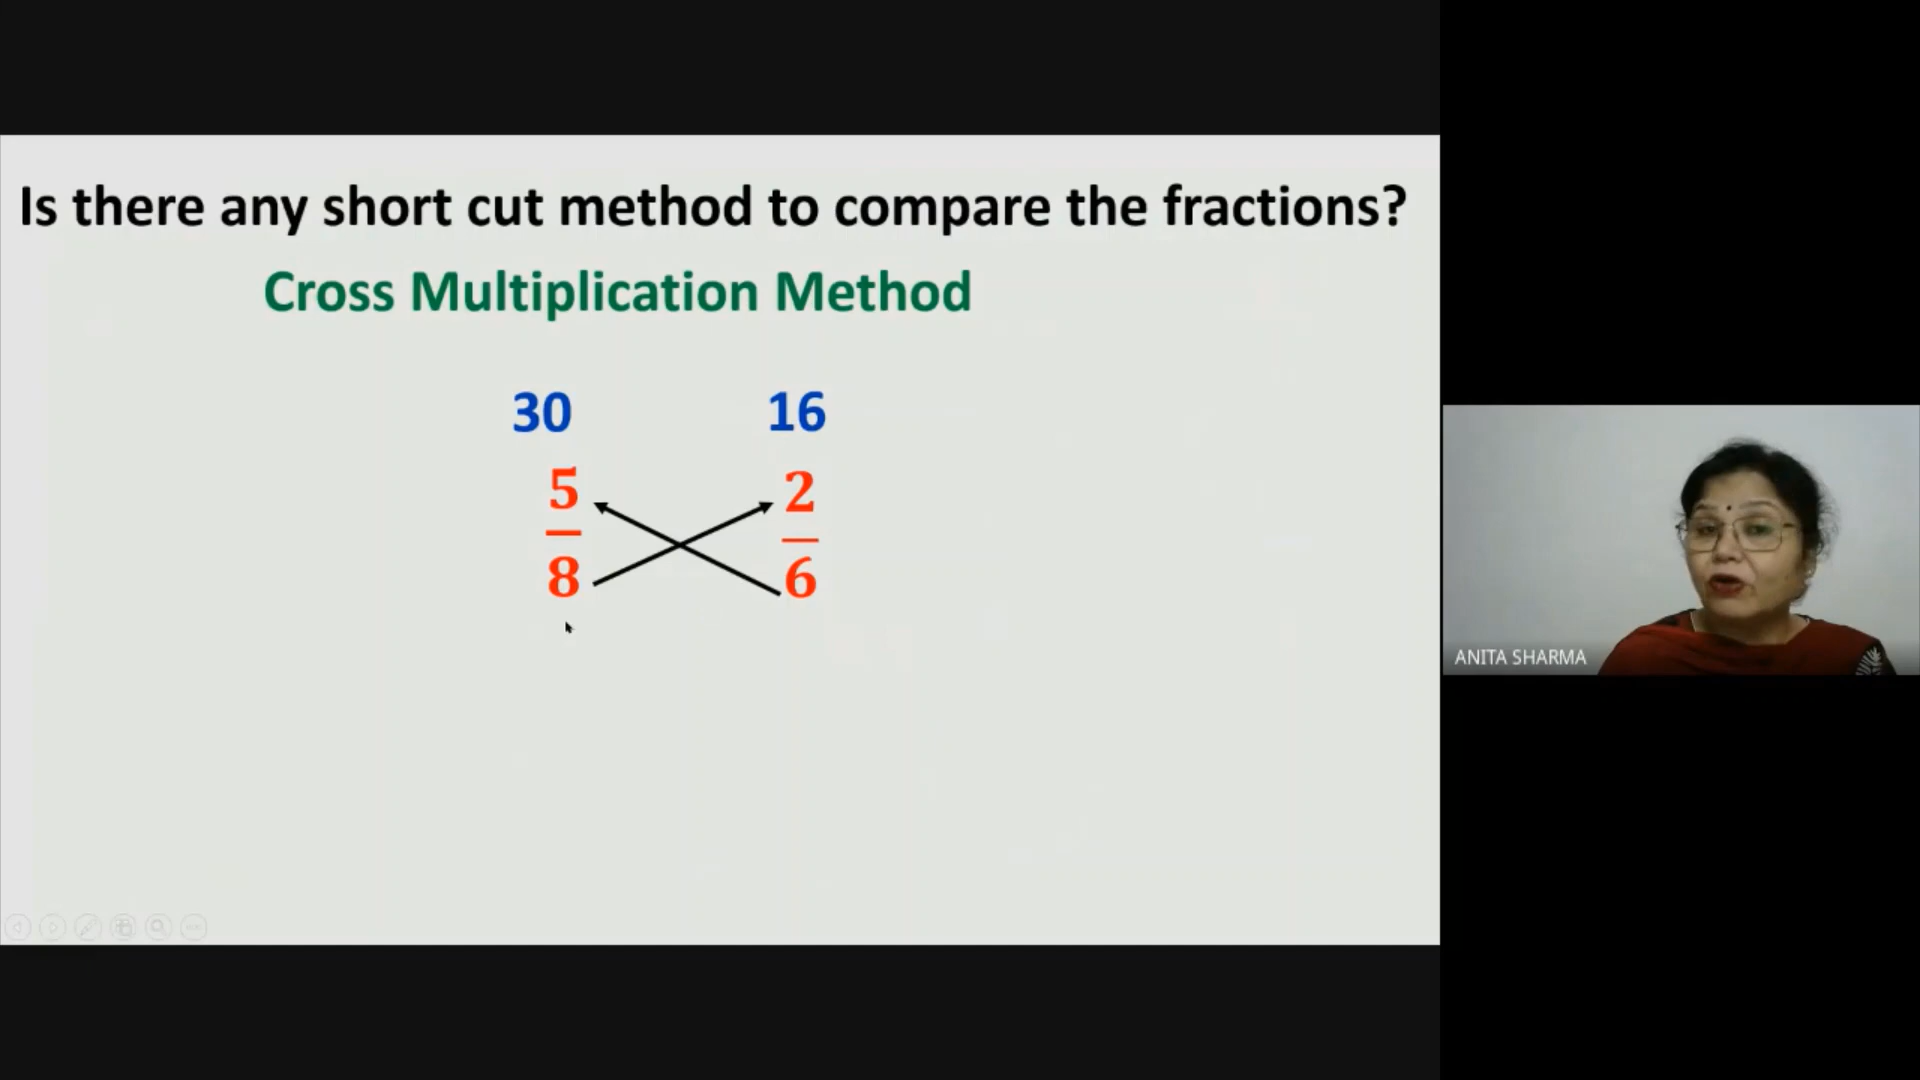 Is there any short cut method to compare the fractions?
Cross Multiplication Method
30 16
5 2
8 6
ANITA SHARMA